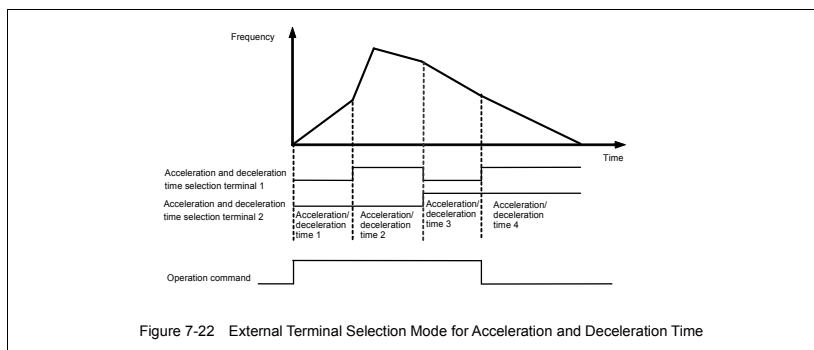 Frequency
Time
Acceleration and deceleration
time selection terminal 1
Acceleration and deceleration
time selection terminal 2
Acceleration/
deceleration
time 1
Acceleration/
deceleration
time 2
Acceleration/
deceleration
time 3
Acceleration/
deceleration
time 4
Operation command
Figure 7-22 External Terminal Selection Mode for Acceleration and Deceleration Time